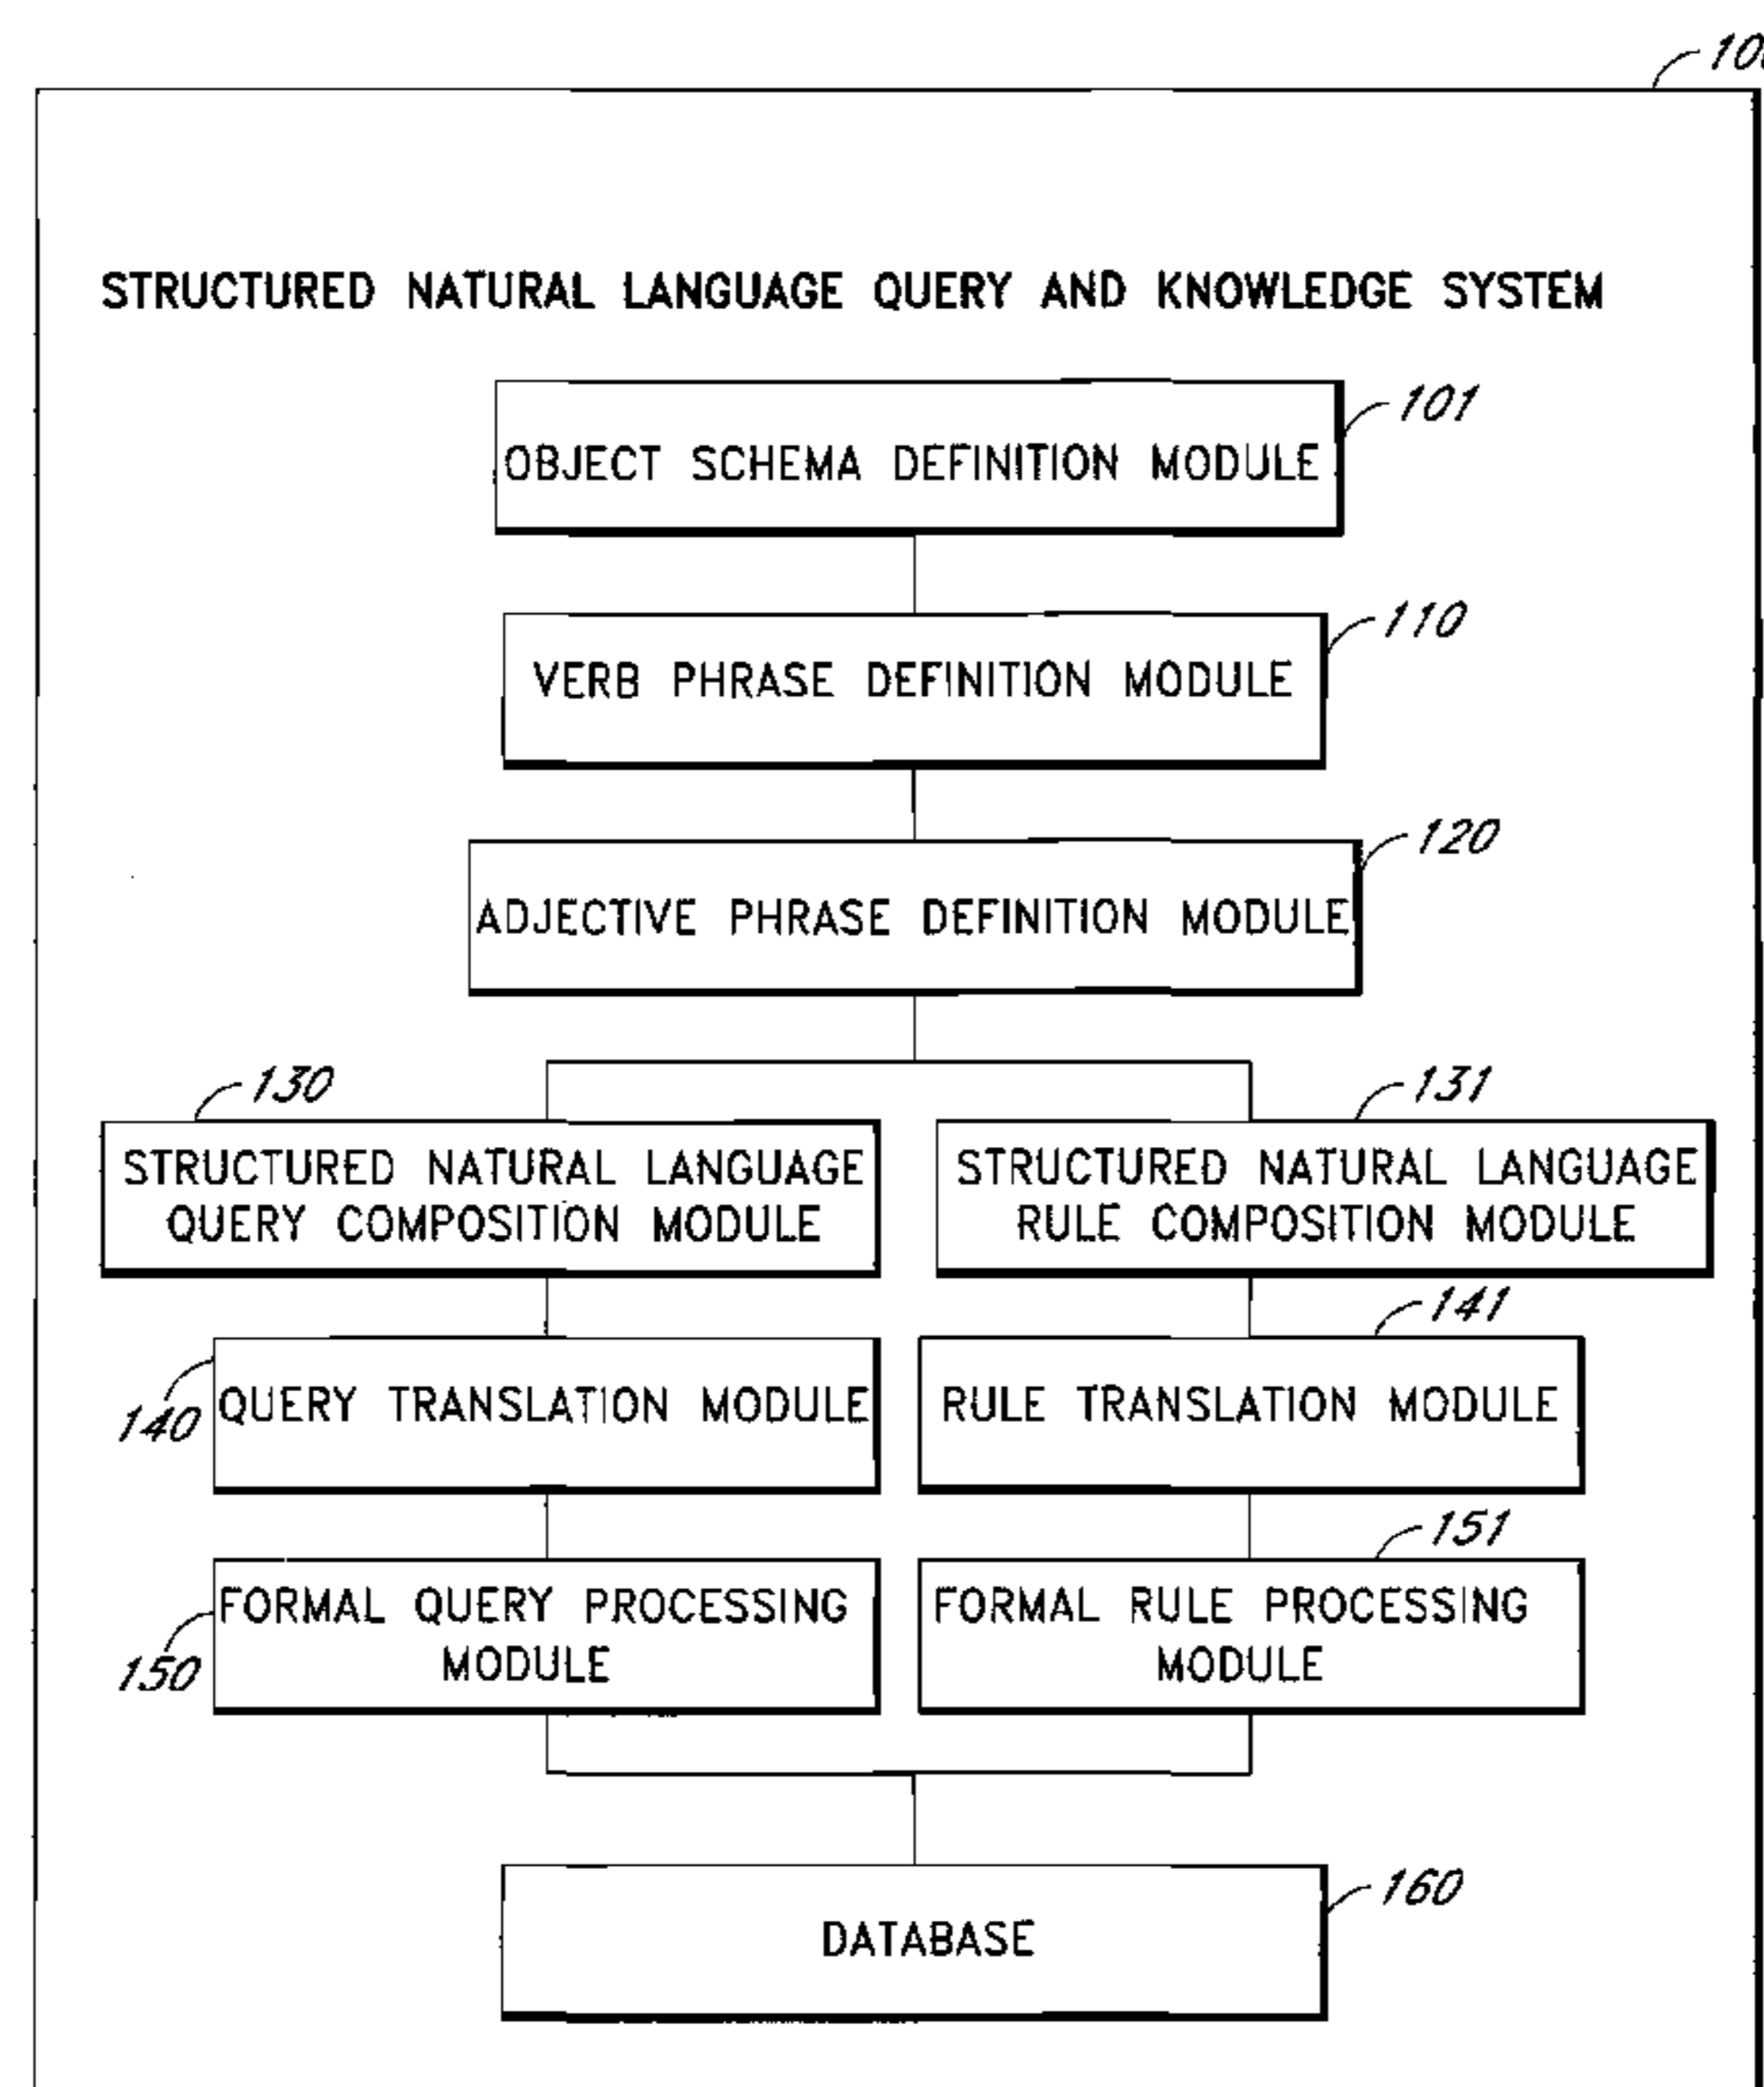 STRUCTURED NATURAL LANGUAGE QUERY AND KNOWLEDGE SYSTEM
101
OBJECT SCHEMA DEFINITION MODULE
110
VERB PHRASE DEFINITION MODULE
120
ADJECTIVE PHRASE DEFINITION MODULE
130
STRUCTURED NATURAL LANGUAGE
QUERY COMPOSITION MODULE
131
STRUCTURED NATURAL LANGUAGE
RULE COMPOSITION MODULE
140
QUERY TRANSLATION MODULE
141
RULE TRANSLATION MODULE
150
FORMAL QUERY PROCESSING
MODULE
151
FORMAL RULE PROCESSING
MODULE
160
DATABASE